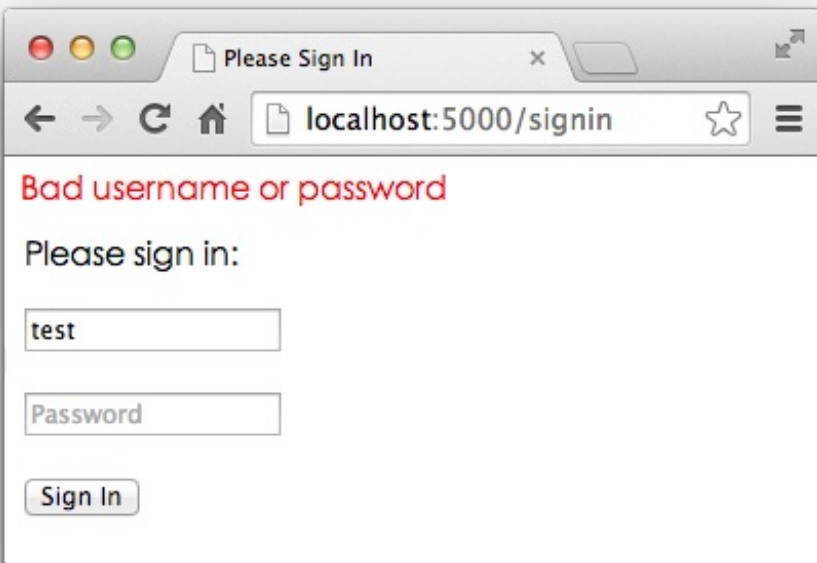 Please Sign In
localhost:5000/signin
Bad username or password
Please sign in:
test
Password
Sign In